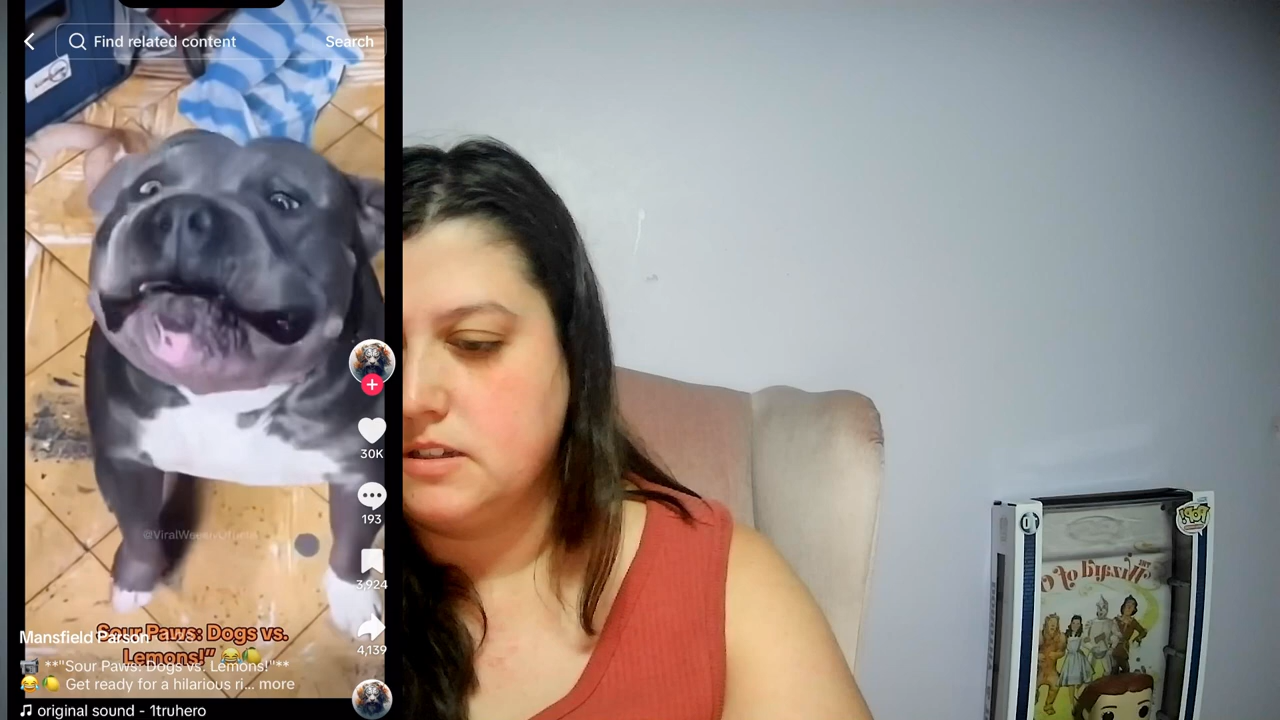 Find related content
Search
30K
193
@ViralWeeklyOfficial
3,924
Sour Paws: Dogs vs.
Lemons!" 😂🍋
4,139
Mansfield Parson
**"Sour Paws: Dogs vs. Lemons!"**
😂🍋 Get ready for a hilarious ri... more
♫ original sound - 1truhero
POP!
THE
Wizard of